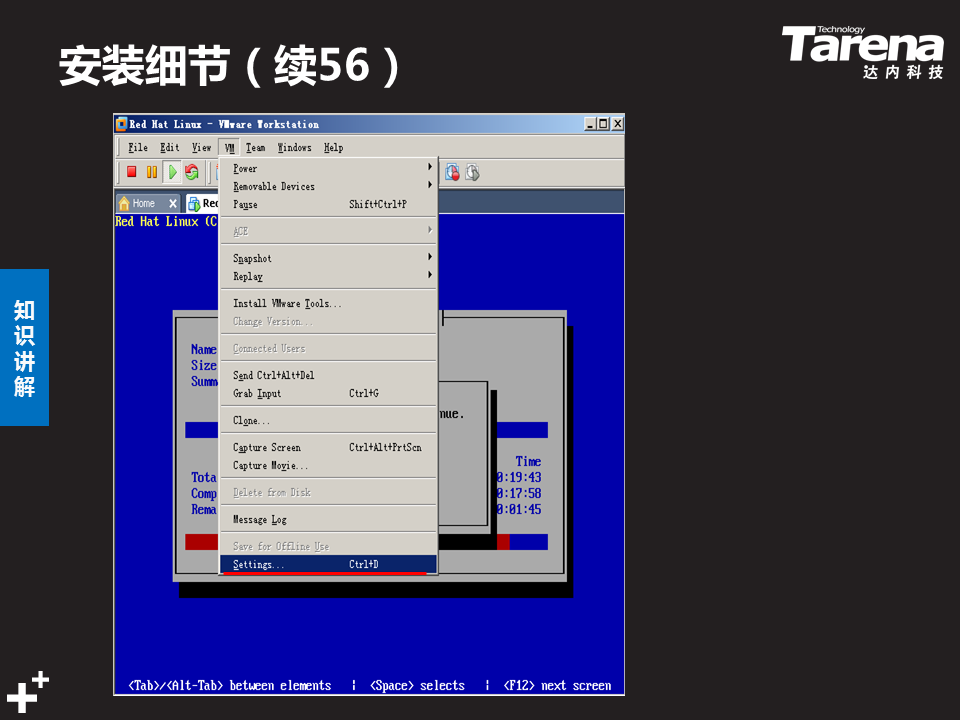 安装细节（续56）
Technology
Tarena
达内科技
知识讲解
Red Hat Linux - VMware Workstation
File Edit View VM Team Windows Help
Home
Red Hat Linux (C
Power
Removable Devices
Pause Shift+Ctrl+P
ACE
Snapshot
Replay
Install VMware Tools...
Change Version...
Connected Users
Send Ctrl+Alt+Del
Grab Input Ctrl+G
Clone...
Capture Screen Ctrl+Alt+PrtScn
Capture Movie...
Delete from Disk
Message Log
Save for Offline Use
Settings... Ctrl+D
Name
Size
Summ
nue.
Time
Tota 0:19:43
Comp 0:17:58
Rema 0:01:45
<Tab>/<Alt-Tab> between elements | <Space> selects | <F12> next screen